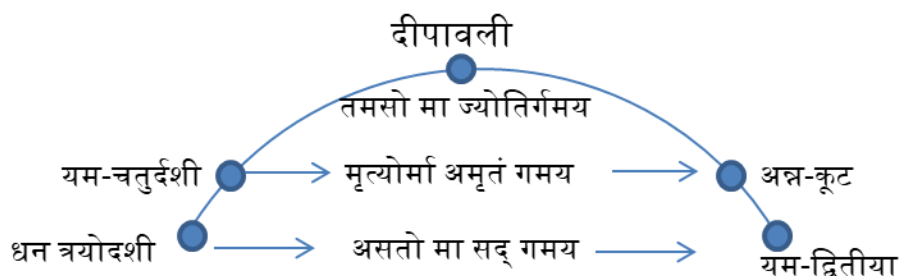 दीपावली
तमसो मा ज्योतिर्गमय
यम-चतुर्दशी मृत्योर्मा अमृतं गमय अन्न-कूट
धन त्रयोदशी असतो मा सद् गमय यम-द्वितीया